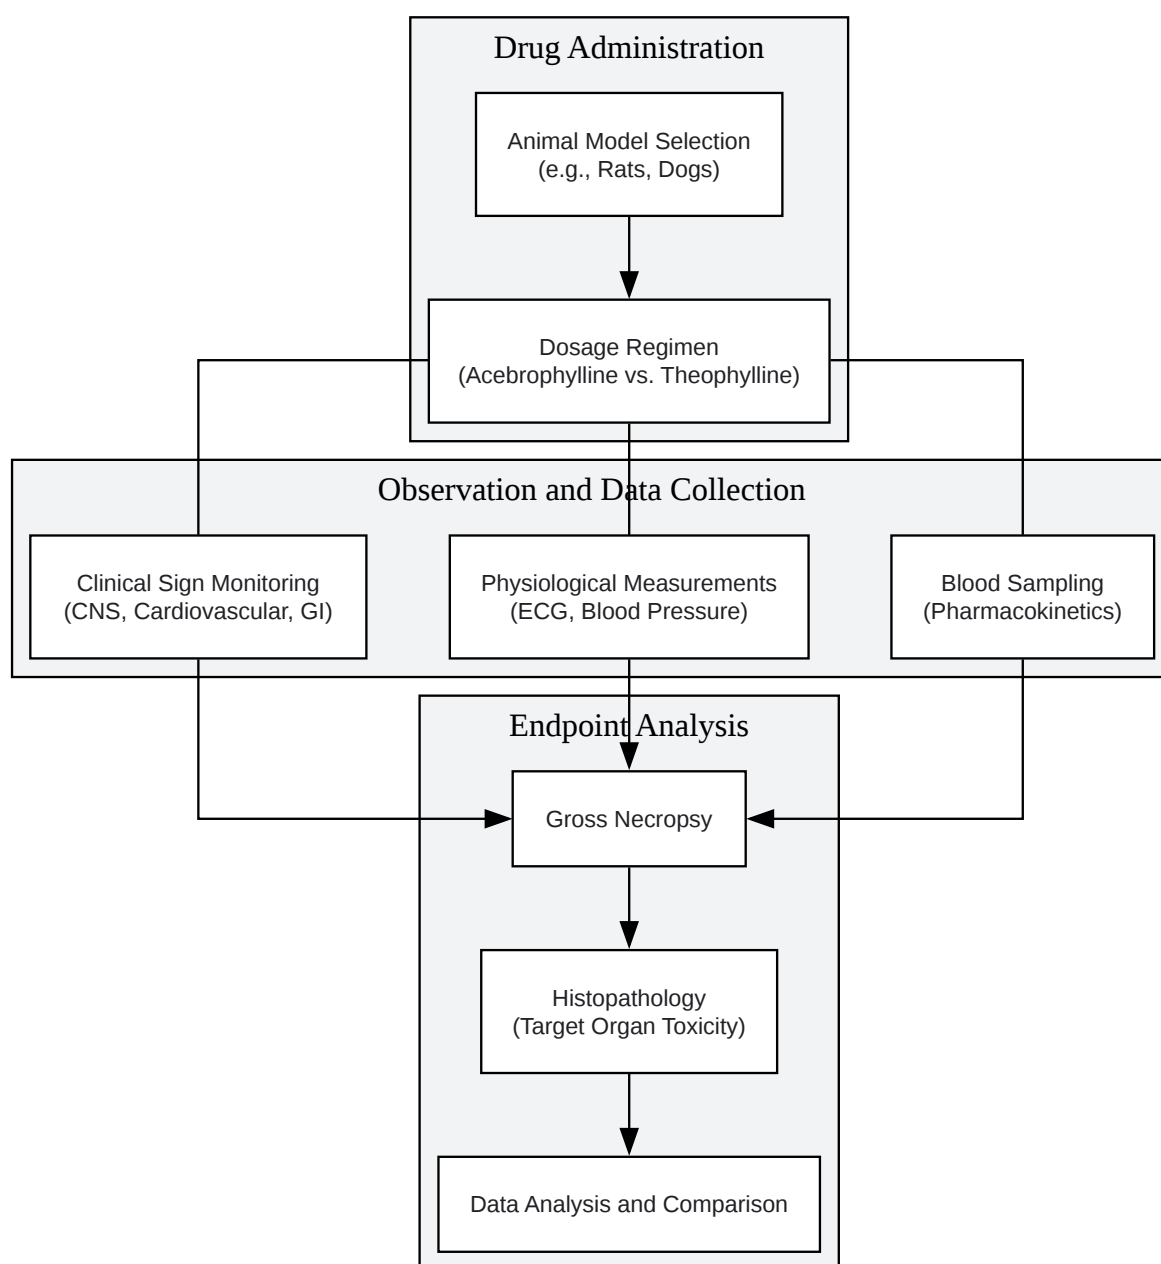 Drug Administration
Animal Model Selection
(e.g., Rats, Dogs)
Dosage Regimen
(Acebrophylline vs. Theophylline)
Observation and Data Collection
Clinical Sign Monitoring
(CNS, Cardiovascular, GI)
Physiological Measurements
(ECG, Blood Pressure)
Blood Sampling
(Pharmacokinetics)
Endpoint Analysis
Gross Necropsy
Histopathology
(Target Organ Toxicity)
Data Analysis and Comparison